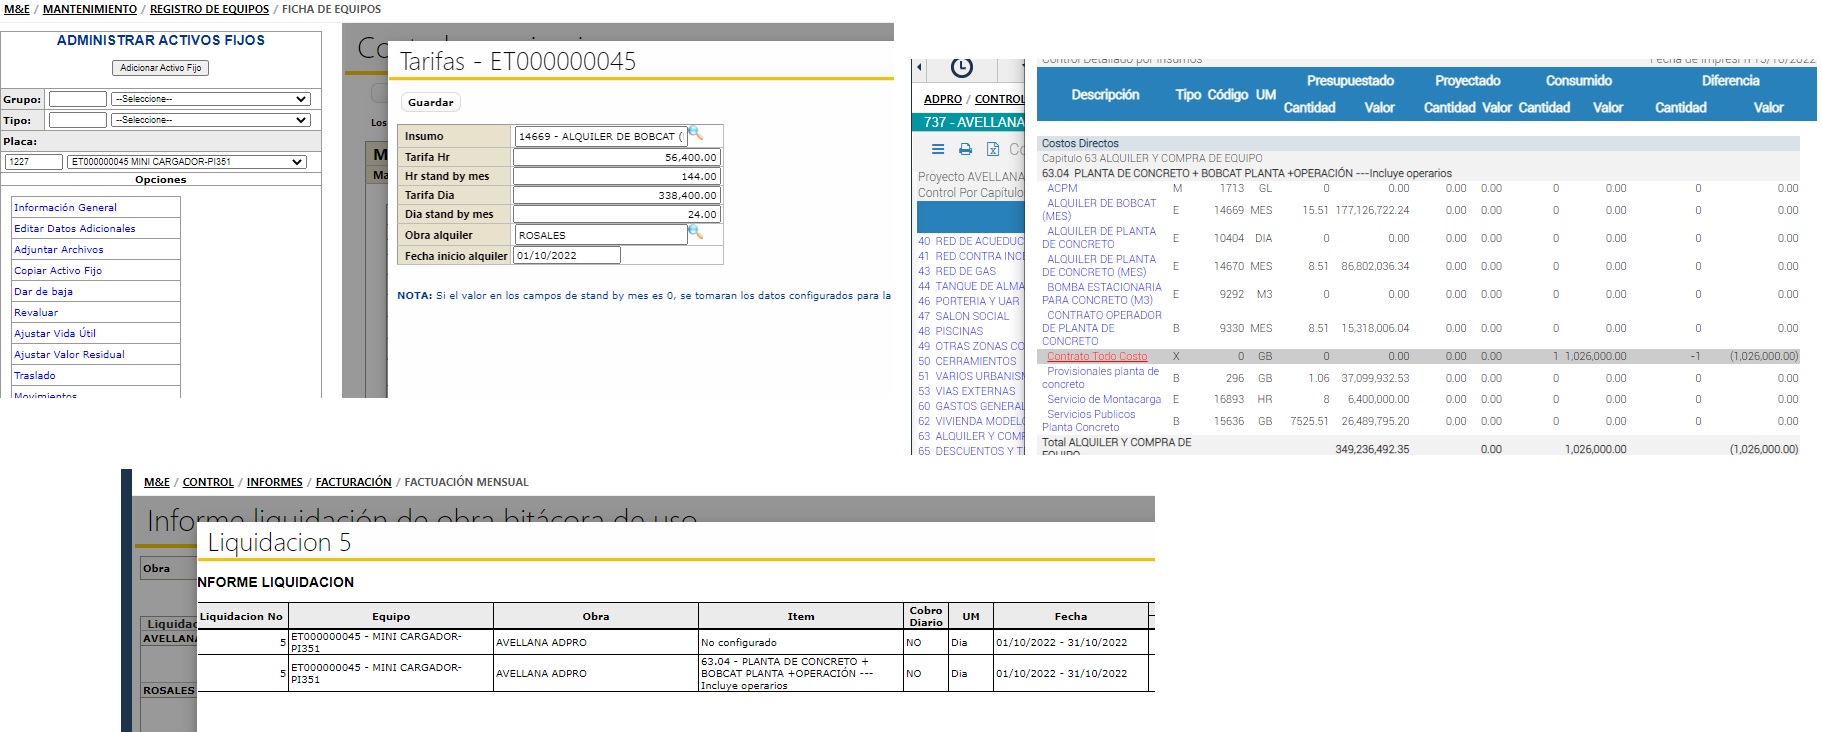 M&E / MANTENIMIENTO / REGISTRO DE EQUIPOS / FICHA DE EQUIPOS
ADMINISTRAR ACTIVOS FIJOS
Adicionar Activo Fijo
Grupo: --Seleccione--
Tipo: --Seleccione--
Placa:
1227 ET000000045 MINI CARGADOR-PI351
Opciones
Información General
Editar Datos Adicionales
Adjuntar Archivos
Copiar Activo Fijo
Dar de baja
Revaluar
Ajustar Vida Útil
Ajustar Valor Residual
Traslado
Movimientos
Los
M
Ma
Tarifas - ET000000045
Guardar
Insumo 14669 - ALQUILER DE BOBCAT (
Tarifa Hr 56,400.00
Hr stand by mes 144.00
Tarifa Dia 338,400.00
Dia stand by mes 24.00
Obra alquiler ROSALES
Fecha inicio alquiler 01/10/2022
NOTA: Si el valor en los campos de stand by mes es 0, se tomaran los datos configurados para la
ADPRO / CONTROL
737 - AVELLANA
Proyecto AVELLANA
Control Por Capítulo
40 RED DE ACUEDUC
41 RED CONTRA INCE
43 RED DE GAS
44 TANQUE DE ALMA
46 PORTERIA Y UAR
47 SALON SOCIAL
48 PISCINAS
49 OTRAS ZONAS CO
50 CERRAMIENTOS
51 VARIOS URBANISM
53 VIAS EXTERNAS
60 GASTOS GENERAL
62 VIVIENDA MODELO
63 ALQUILER Y COMP
65 DESCUENTOS Y T
Control Detallado por Insumos
Descripción Tipo Código UM Presupuestado Proyectado Consumido Diferencia
Cantidad Valor Cantidad Valor Cantidad Valor Cantidad Valor
Costos Directos
Capitulo 63 ALQUILER Y COMPRA DE EQUIPO
63.04 PLANTA DE CONCRETO + BOBCAT PLANTA +OPERACIÓN ---Incluye operarios
ACPM M 1713 GL 0 0.00 0.00 0.00 0 0.00 0 0.00
ALQUILER DE BOBCAT
(MES) E 14669 MES 15.51 177,126,722.24 0.00 0.00 0 0.00 0 0.00
ALQUILER DE PLANTA
DE CONCRETO E 10404 DIA 0 0.00 0.00 0.00 0 0.00 0 0.00
ALQUILER DE PLANTA
DE CONCRETO (MES) E 14670 MES 8.51 86,802,036.34 0.00 0.00 0 0.00 0 0.00
BOMBA ESTACIONARIA
PARA CONCRETO (M3) E 9292 M3 0 0.00 0.00 0.00 0 0.00 0 0.00
CONTRATO OPERADOR
DE PLANTA DE
CONCRETO B 9330 MES 8.51 15,318,006.04 0.00 0.00 0 0.00 0 0.00
Contrato Todo Costo X 0 GB 0 0.00 0.00 0.00 1 1,026,000.00 -1 (1,026,000.00)
Provisionales planta de
concreto B 296 GB 1.06 37,099,932.53 0.00 0.00 0 0.00 0 0.00
Servicio de Montacarga E 16893 HR 8 6,400,000.00 0.00 0.00 0 0.00 0 0.00
Servicios Publicos
Planta Concreto B 15636 GB 7525.51 26,489,795.20 0.00 0.00 0 0.00 0 0.00
Total ALQUILER Y COMPRA DE
EQUIPO 349,236,492.35 0.00 1,026,000.00 (1,026,000.00)
M&E / CONTROL / INFORMES / FACTURACIÓN / FACTUACIÓN MENSUAL
Informe liquidación de obra bitácora de uso
Obra
Liquidac
AVELLANA
ROSALES
Liquidacion 5
NFORME LIQUIDACION
Liquidacion No Equipo Obra Item Cobro Diario UM Fecha
5 ET000000045 - MINI CARGADOR-PI351 AVELLANA ADPRO No configurado NO Dia 01/10/2022 - 31/10/2022
5 ET000000045 - MINI CARGADOR-PI351 AVELLANA ADPRO 63.04 - PLANTA DE CONCRETO + BOBCAT PLANTA +OPERACIÓN ---Incluye operarios NO Dia 01/10/2022 - 31/10/2022